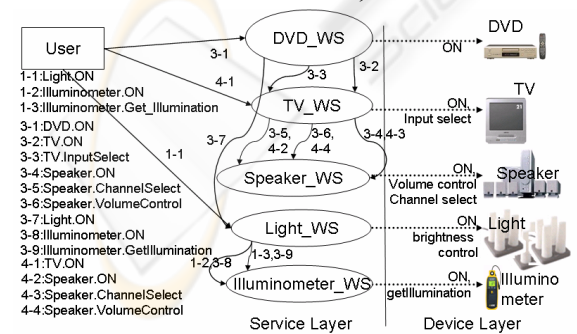 User
1-1:Light.ON
1-2:Illuminometer.ON
1-3:Illuminometer.Get_Illumination
3-1:DVD.ON
3-2:TV.ON
3-3:TV.InputSelect
3-4:Speaker.ON
3-5:Speaker.ChannelSelect
3-6:Speaker.VolumeControl
3-7:Light.ON
3-8:Illuminometer.ON
3-9:Illuminometer.GetIllumination
4-1:TV.ON
4-2:Speaker.ON
4-3:Speaker.ChannelSelect
4-4:Speaker.VolumeControl
3-1
4-1
1-1
DVD_WS
3-3
3-2
TV_WS
3-7
3-5,
4-2
3-6,
4-4
3-4,4-3
Speaker_WS
Light_WS
1-2,3-8
1-3,3-9
Illuminometer_WS
Service Layer
DVD
ON
TV
ON,
Input select
Speaker
ON,
Volume control
Channel select
Light
ON
brightness
control
Illumino
meter
ON,
getIllumination
Device Layer